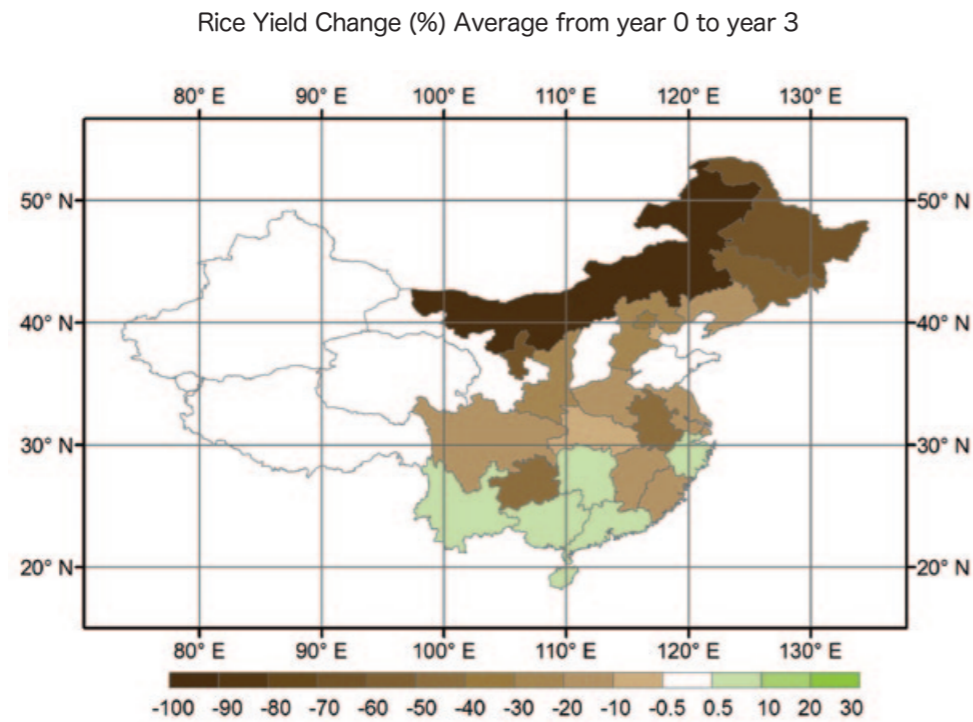 Rice Yield Change (%) Average from year 0 to year 3
80° E 90° E 100° E 110° E 120° E 130° E
50° N 50° N
40° N 40° N
30° N 30° N
20° N 20° N
80° E 90° E 100° E 110° E 120° E 130° E
-100 -90 -80 -70 -60 -50 -40 -30 -20 -10 -0.5 0.5 10 20 30